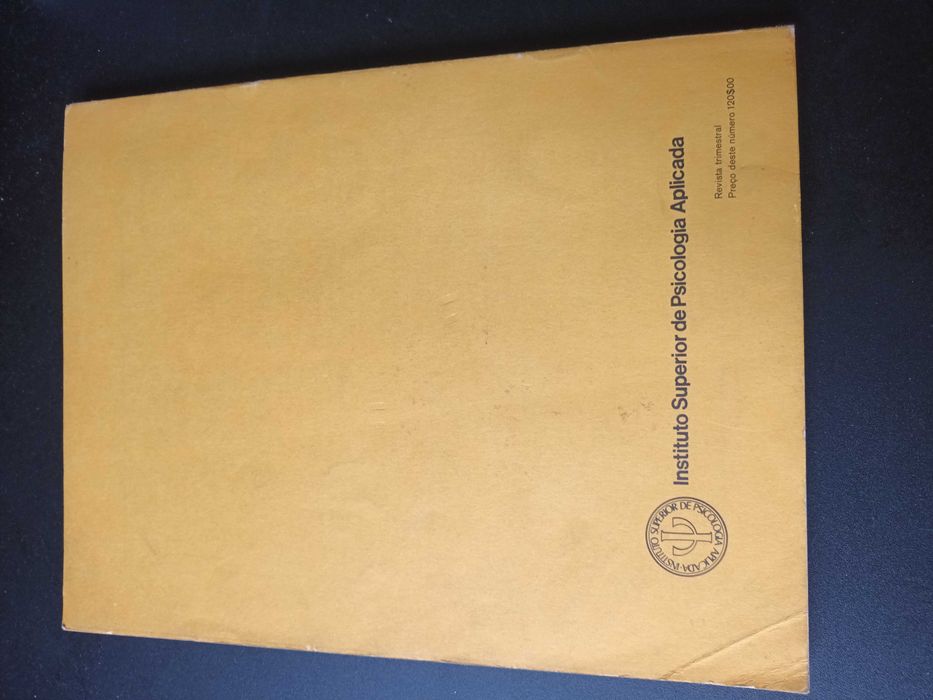 INSTITUTO SUPERIOR DE PSICOLOGIA APLICADA
Instituto Superior de Psicologia Aplicada
Revista trimestral
Preço deste número 120$00